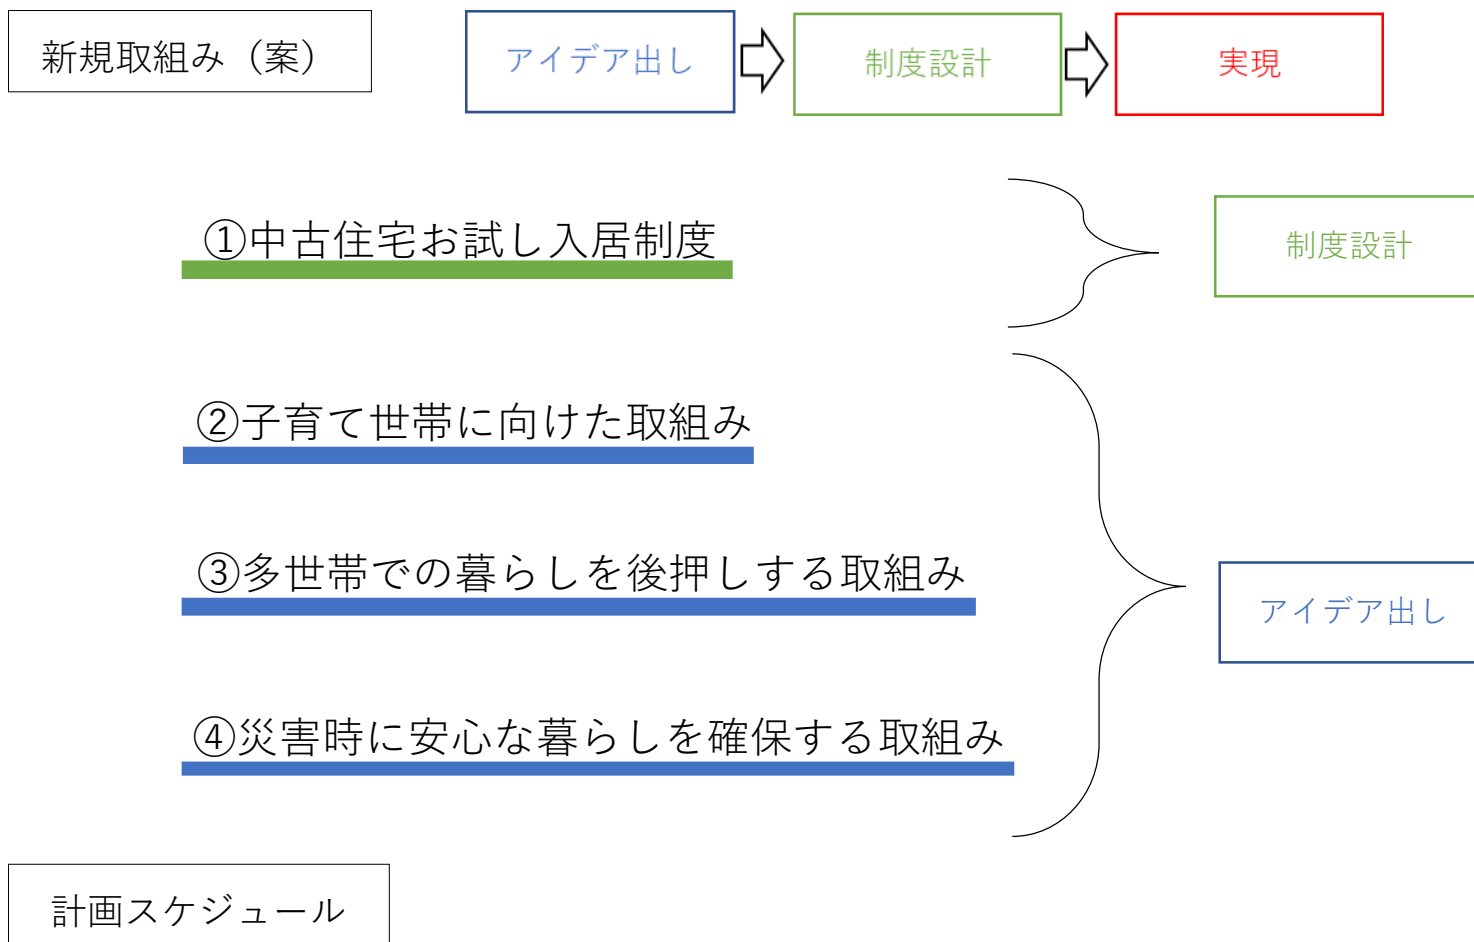 新規取組み（案）
アイデア出し
制度設計
実現
①中古住宅お試し入居制度
制度設計
②子育て世帯に向けた取組み
③多世帯での暮らしを後押しする取組み
アイデア出し
④災害時に安心な暮らしを確保する取組み
計画スケジュール